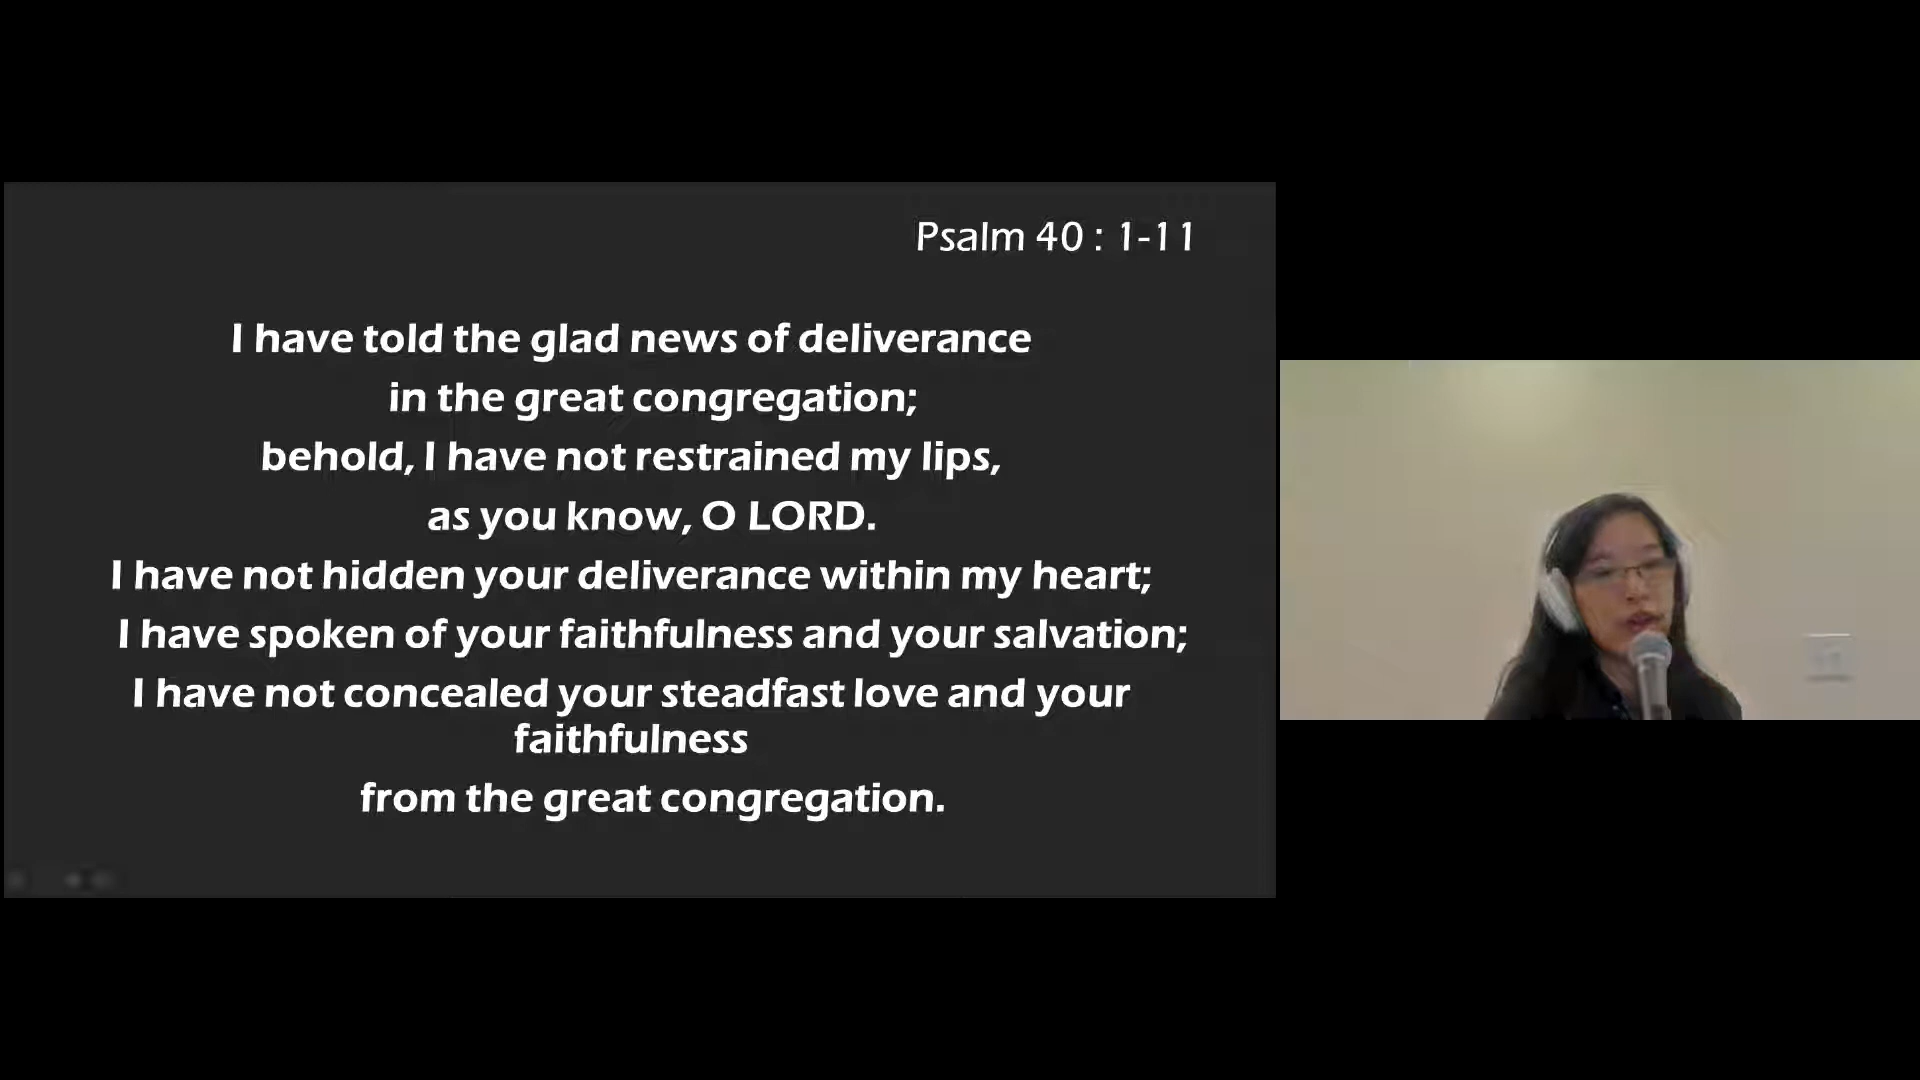 Psalm 40 : 1-11
I have told the glad news of deliverance
in the great congregation;
behold, I have not restrained my lips,
as you know, O LORD.
I have not hidden your deliverance within my heart;
I have spoken of your faithfulness and your salvation;
I have not concealed your steadfast love and your
faithfulness
from the great congregation.